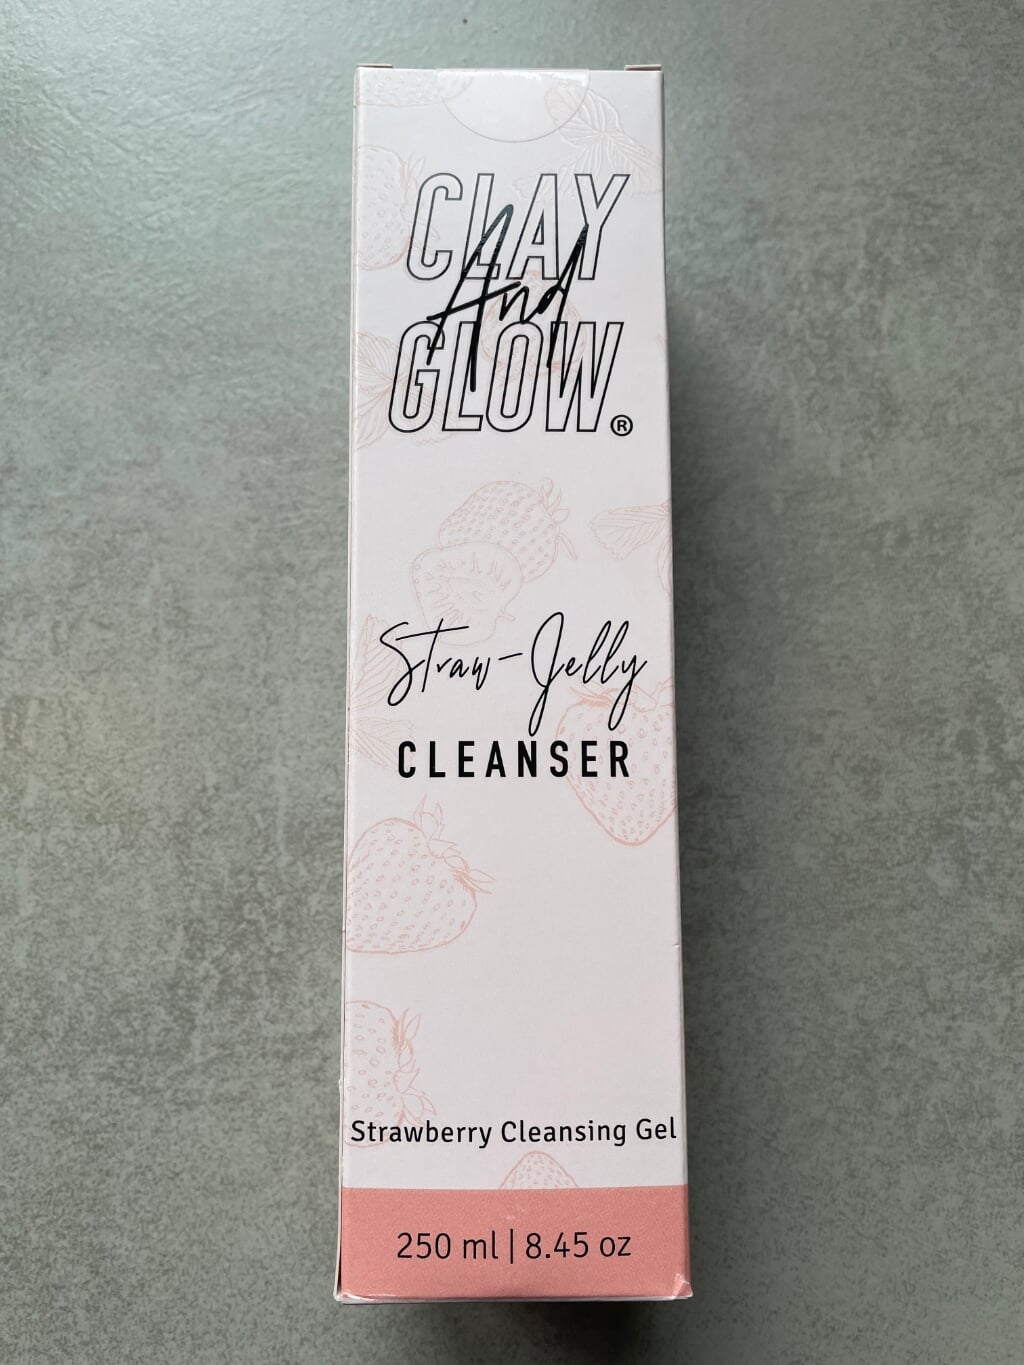 CLAY
And
GLOW®
Straw-Jelly
CLEANSER
Strawberry Cleansing Gel
250 ml | 8.45 oz